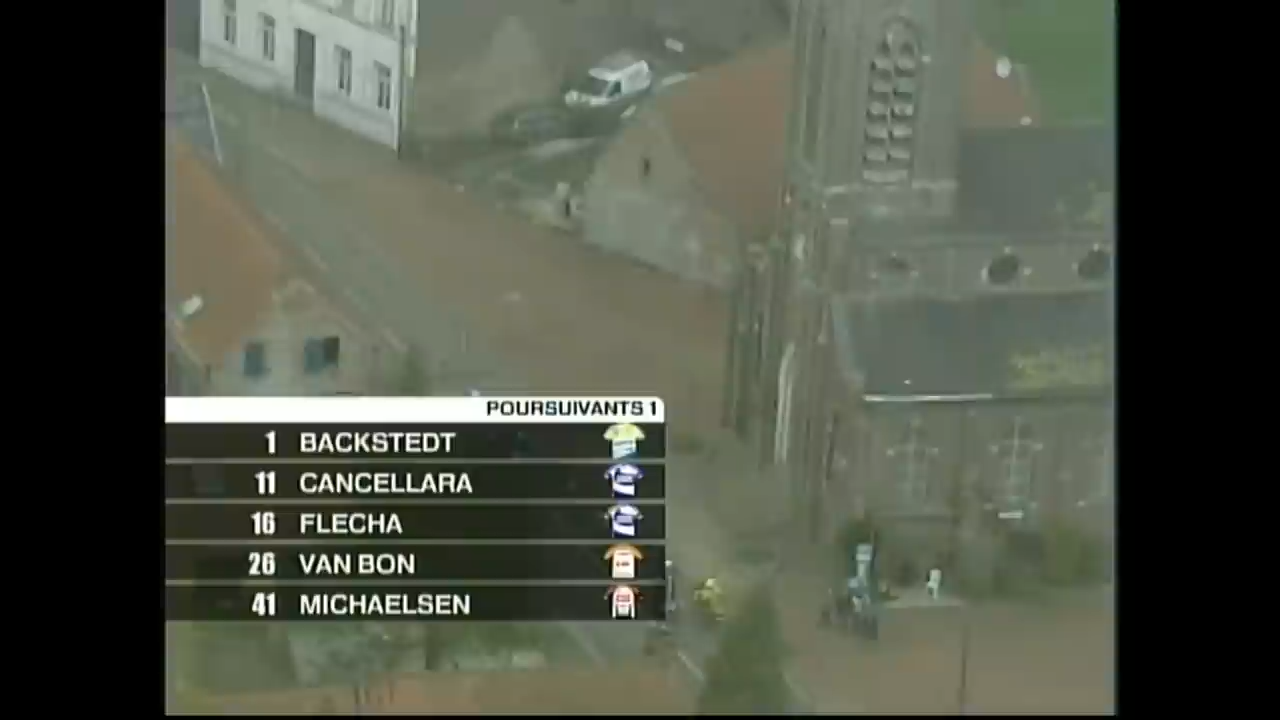 POURSUIVANTS 1
1 BACKSTEDT
11 CANCELLARA
16 FLECHA
26 VAN BON
41 MICHAELSEN